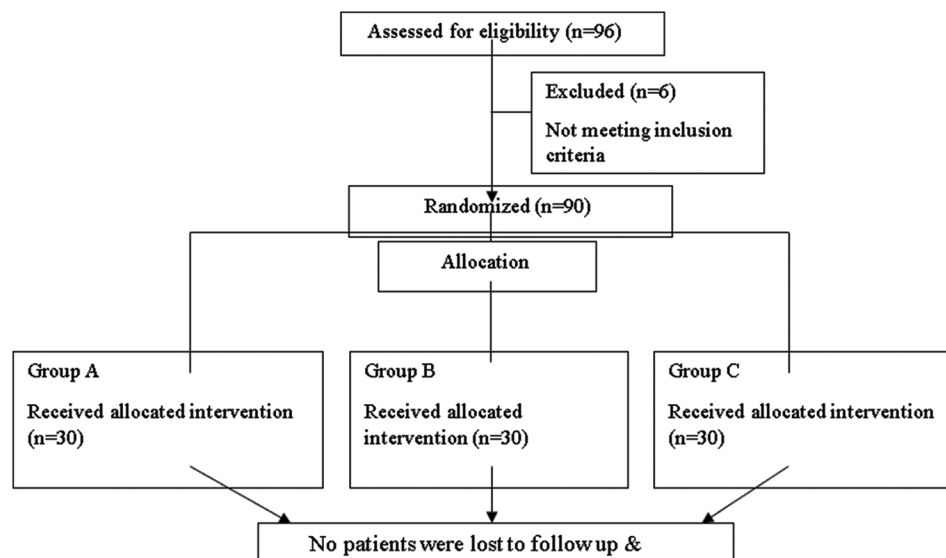 Assessed for eligibility (n=96)
Excluded (n=6)
Not meeting inclusion
criteria
Randomized (n=90)
Allocation
Group A
Received allocated intervention
(n=30)
Group B
Received allocated
intervention (n=30)
Group C
Received allocated intervention
(n=30)
No patients were lost to follow up &